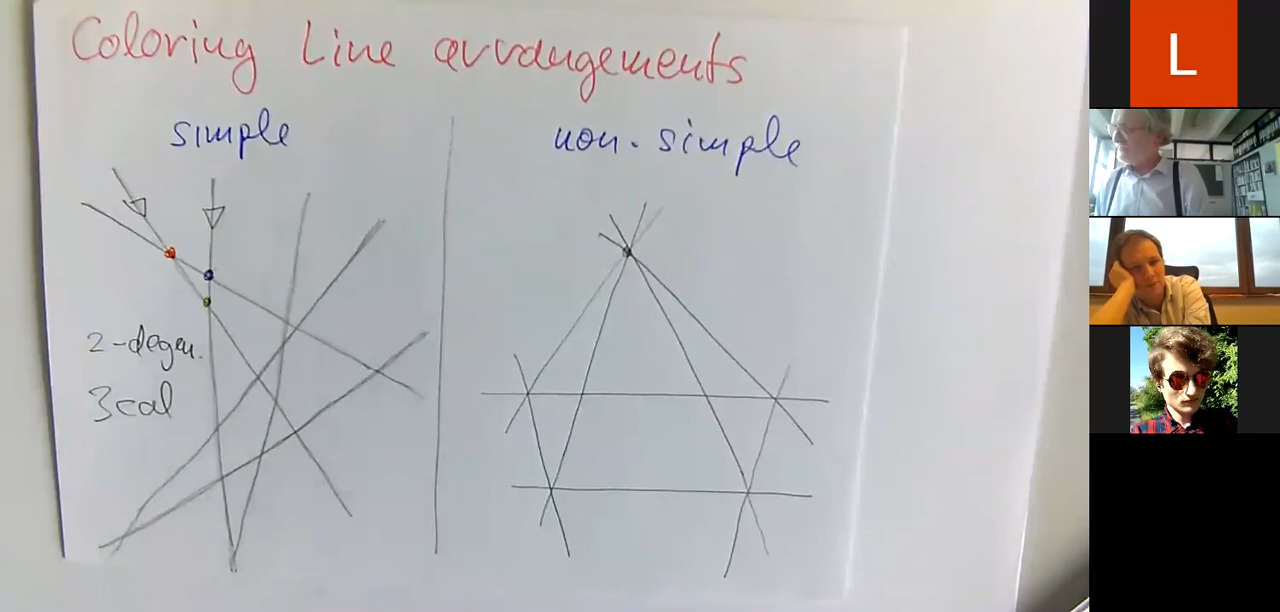 Coloring Line arrangements
simple
non-simple
2-degen.
3col
L